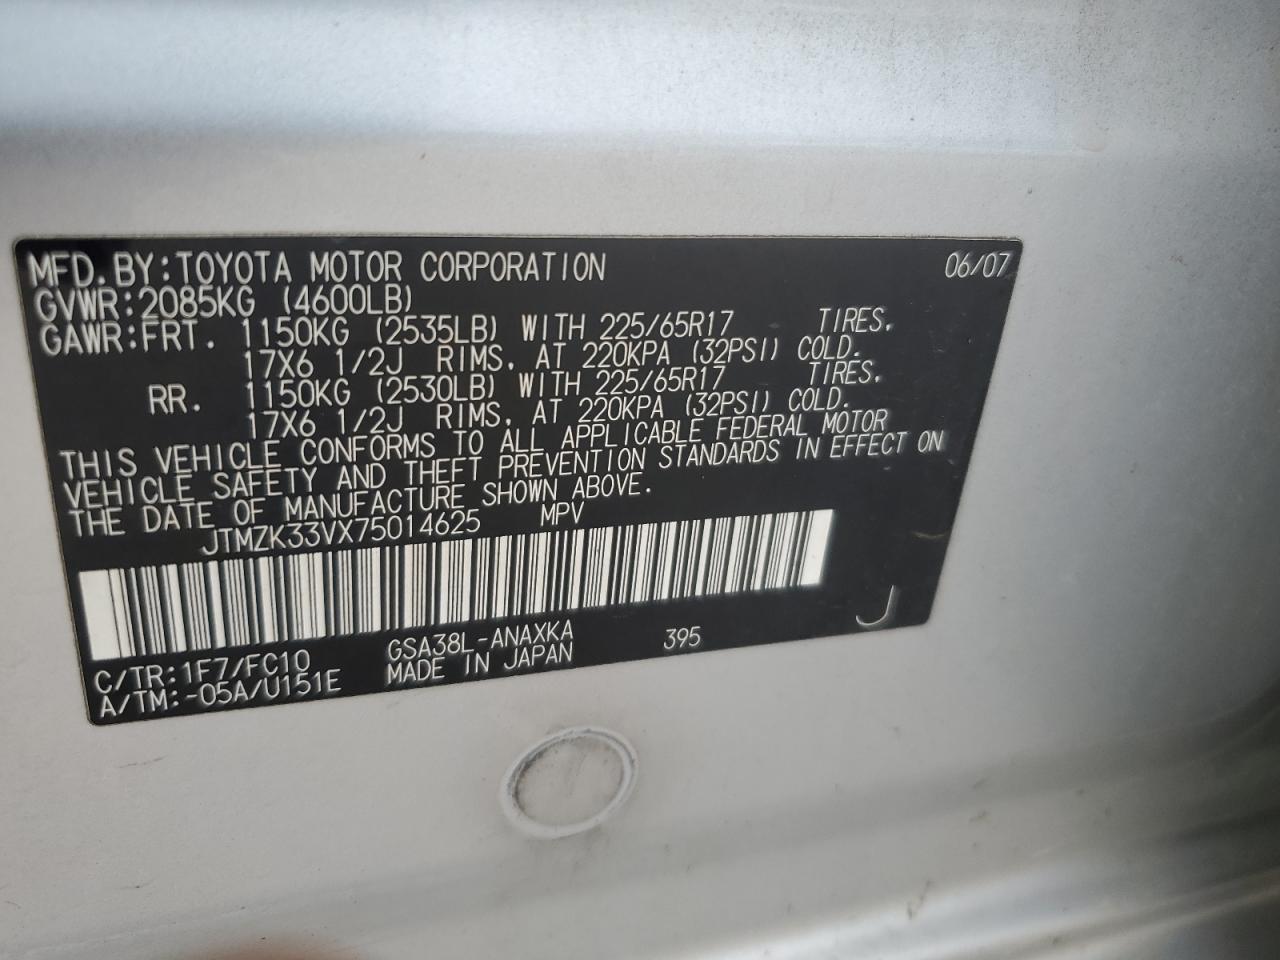 MFD.BY:TOYOTA MOTOR CORPORATION 06/07
GVWR:2085KG (4600LB)
GAWR:FRT. 1150KG (2535LB) WITH 225/65R17 TIRES,
17X6 1/2J RIMS, AT 220KPA (32PSI) COLD.
RR. 1150KG (2530LB) WITH 225/65R17 TIRES,
17X6 1/2J RIMS, AT 220KPA (32PSI) COLD.
THIS VEHICLE CONFORMS TO ALL APPLICABLE FEDERAL MOTOR
VEHICLE SAFETY AND THEFT PREVENTION STANDARDS IN EFFECT ON
THE DATE OF MANUFACTURE SHOWN ABOVE.
JTMZK33VX75014625 MPV
J
C/TR:1F7/FC10 GSA38L-ANAXKA 395
A/TM:-05A/U151E MADE IN JAPAN